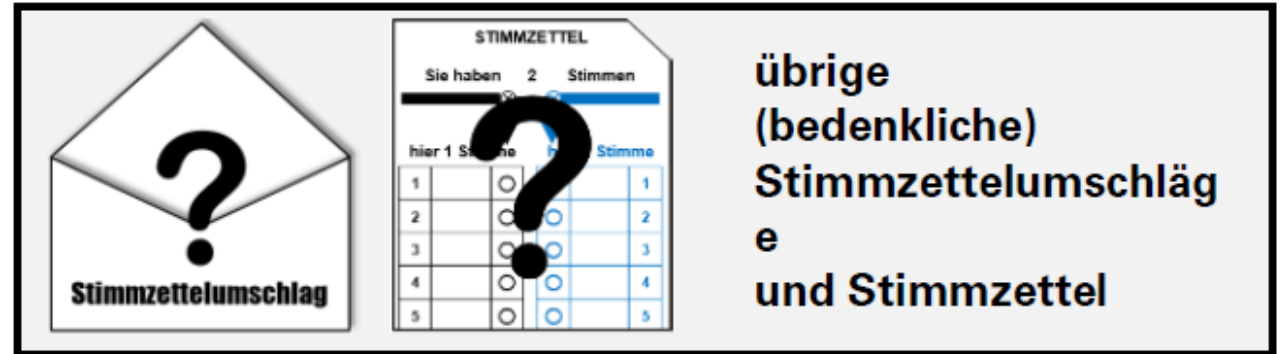 Stimmzettelumschlag
STIMMZETTEL
Sie haben 2 Stimmen
hier 1 Stimme
Stimme
1 1
2 2
3 3
4 4
5 5
übrige
(bedenkliche)
Stimmzettelumschläg
e
und Stimmzettel